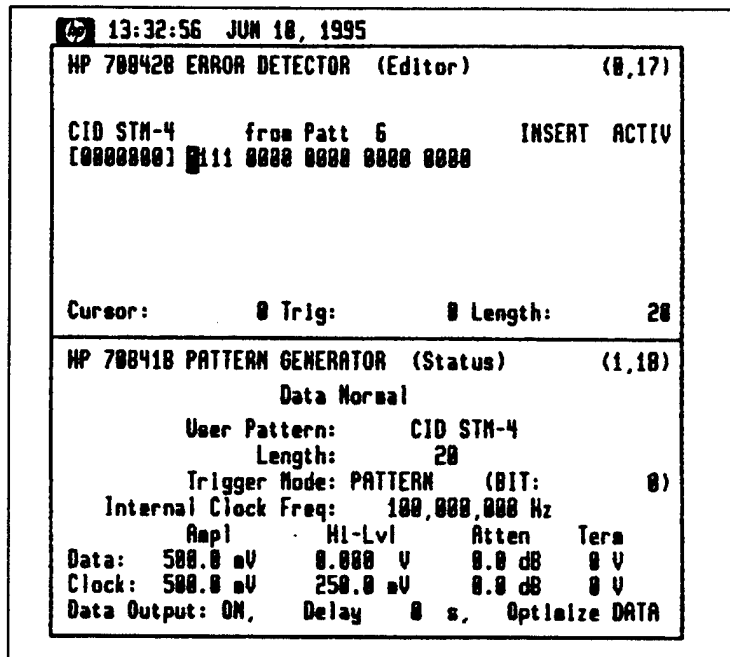 hp 13:32:56 JUN 18, 1995
HP 70842B ERROR DETECTOR (Editor) (0,17)
CID STM-4 from Patt 6 INSERT ACTIV
[0000000] 0111 0000 0000 0000 0000
Cursor: 0 Trig: 0 Length: 20
HP 70841B PATTERN GENERATOR (Status) (1,18)
Data Normal
User Pattern: CID STM-4
Length: 20
Trigger Mode: PATTERN (BIT: 0)
Internal Clock Freq: 100,000,000 Hz
Ampl Hi-Lvl Atten Term
Data: 500.0 mV 0.000 V 0.0 dB 0 V
Clock: 500.0 mV 250.0 mV 0.0 dB 0 V
Data Output: ON, Delay 0 s, Optimize DATA